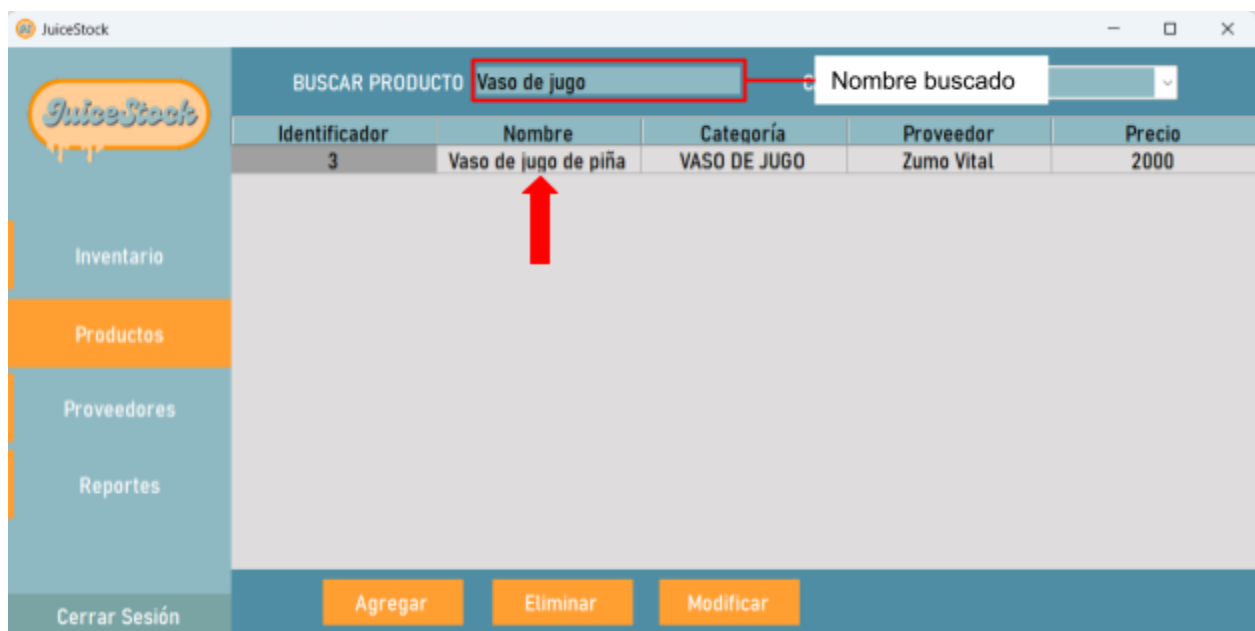 JuiceStock
JuiceStock
BUSCAR PRODUCTO Vaso de jugo
Nombre buscado
Identificador Nombre Categoría Proveedor Precio
3 Vaso de jugo de piña VASO DE JUGO Zumo Vital 2000
Inventario
Productos
Proveedores
Reportes
Agregar Eliminar Modificar
Cerrar Sesión